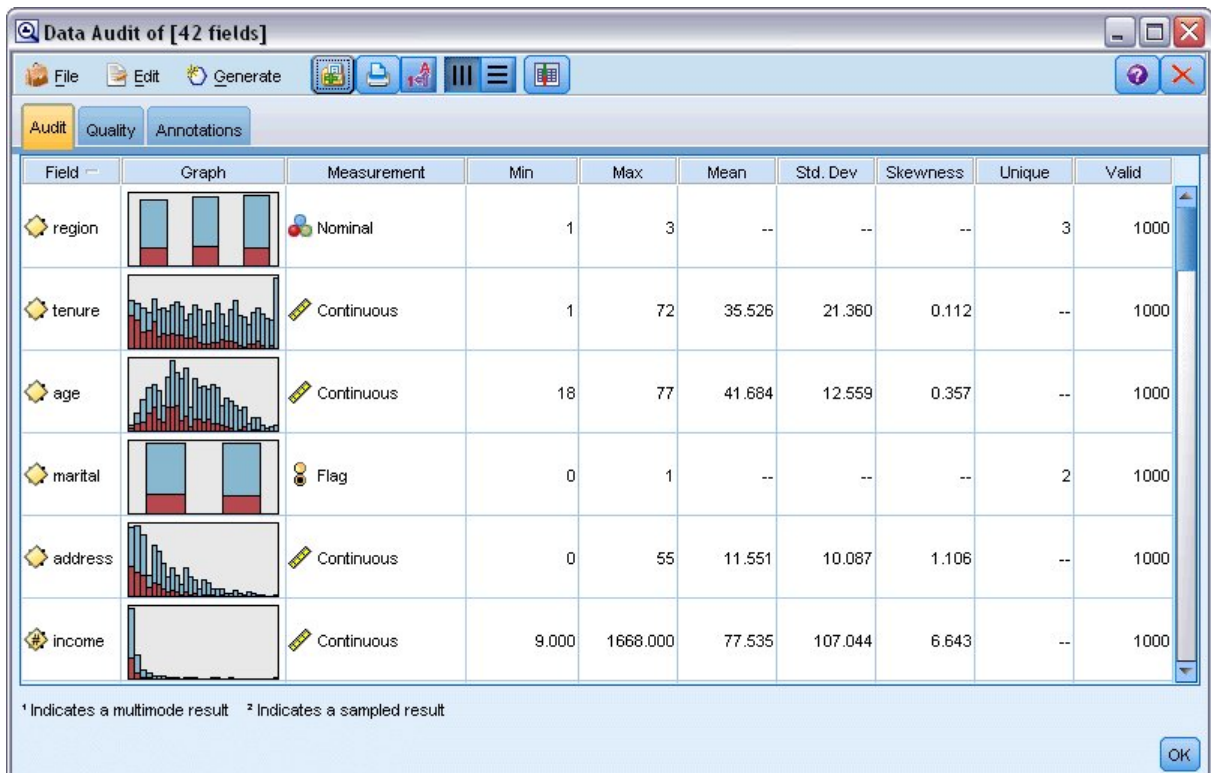 Data Audit of [42 fields]
File Edit Generate
Audit Quality Annotations
Field Graph Measurement Min Max Mean Std. Dev Skewness Unique Valid
region Nominal 1 3 -- -- -- 3 1000
tenure Continuous 1 72 35.526 21.360 0.112 -- 1000
age Continuous 18 77 41.684 12.559 0.357 -- 1000
marital Flag 0 1 -- -- -- 2 1000
address Continuous 0 55 11.551 10.087 1.106 -- 1000
income Continuous 9.000 1668.000 77.535 107.044 6.643 -- 1000
¹ Indicates a multimode result ² Indicates a sampled result
OK